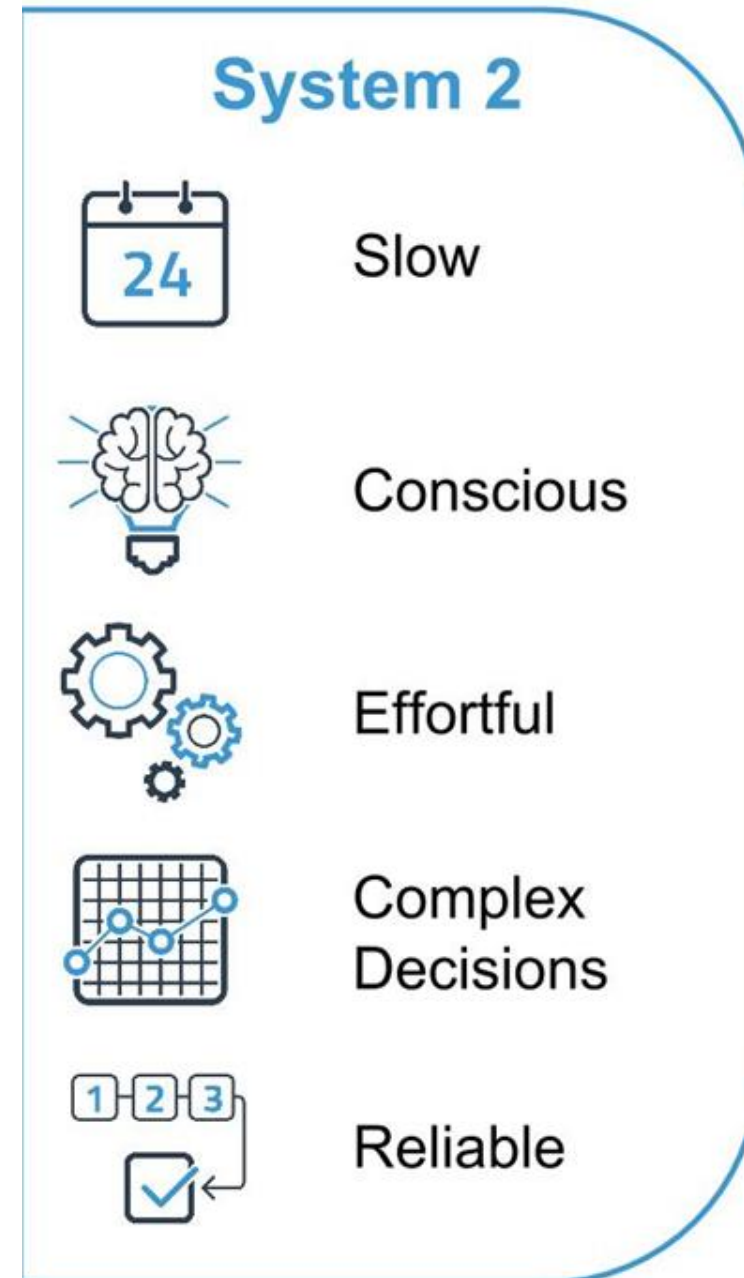 System 2
24
Slow
Conscious
Effortful
Complex
Decisions
1 2 3
Reliable